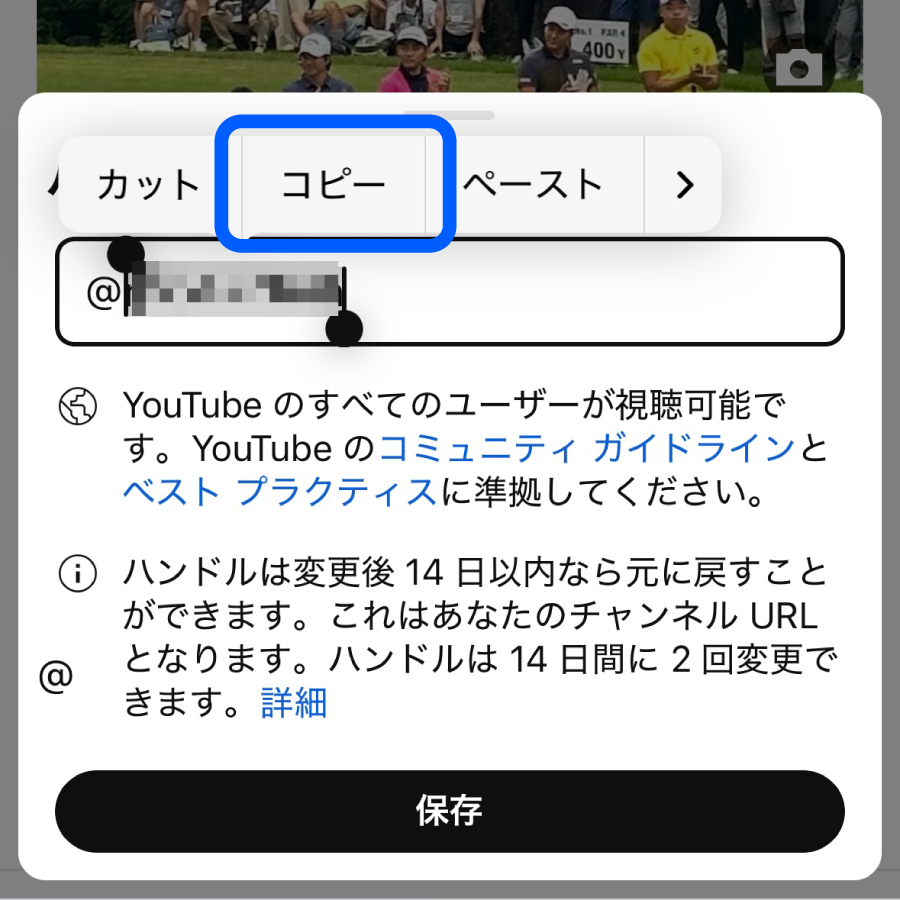 400Y
カット
コピー
ペースト
@
YouTube のすべてのユーザーが視聴可能で
す。YouTube のコミュニティ ガイドラインと
ベスト プラクティスに準拠してください。
ハンドルは変更後 14 日以内なら元に戻すこと
ができます。これはあなたのチャンネル URL
となります。ハンドルは 14 日間に 2 回変更で
きます。詳細
@
保存